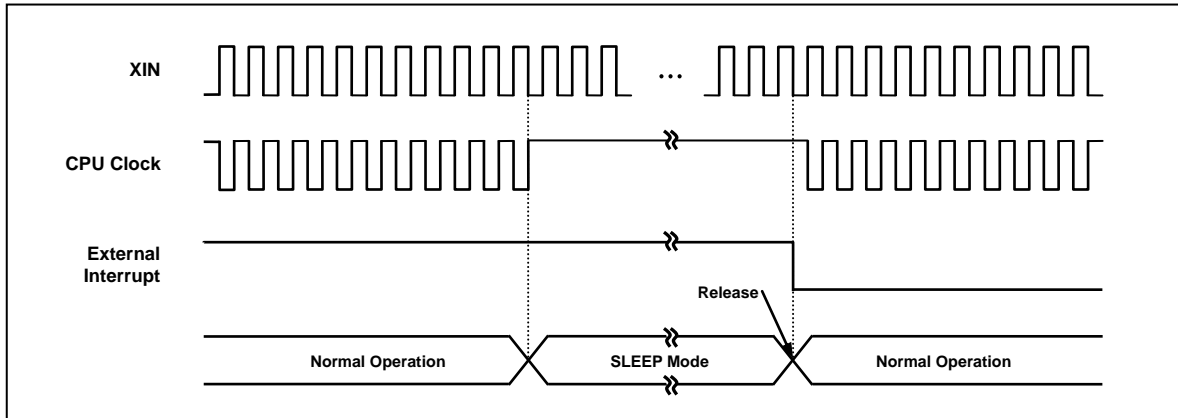 XIN
...
CPU Clock
External
Interrupt
Release
Normal Operation
SLEEP Mode
Normal Operation